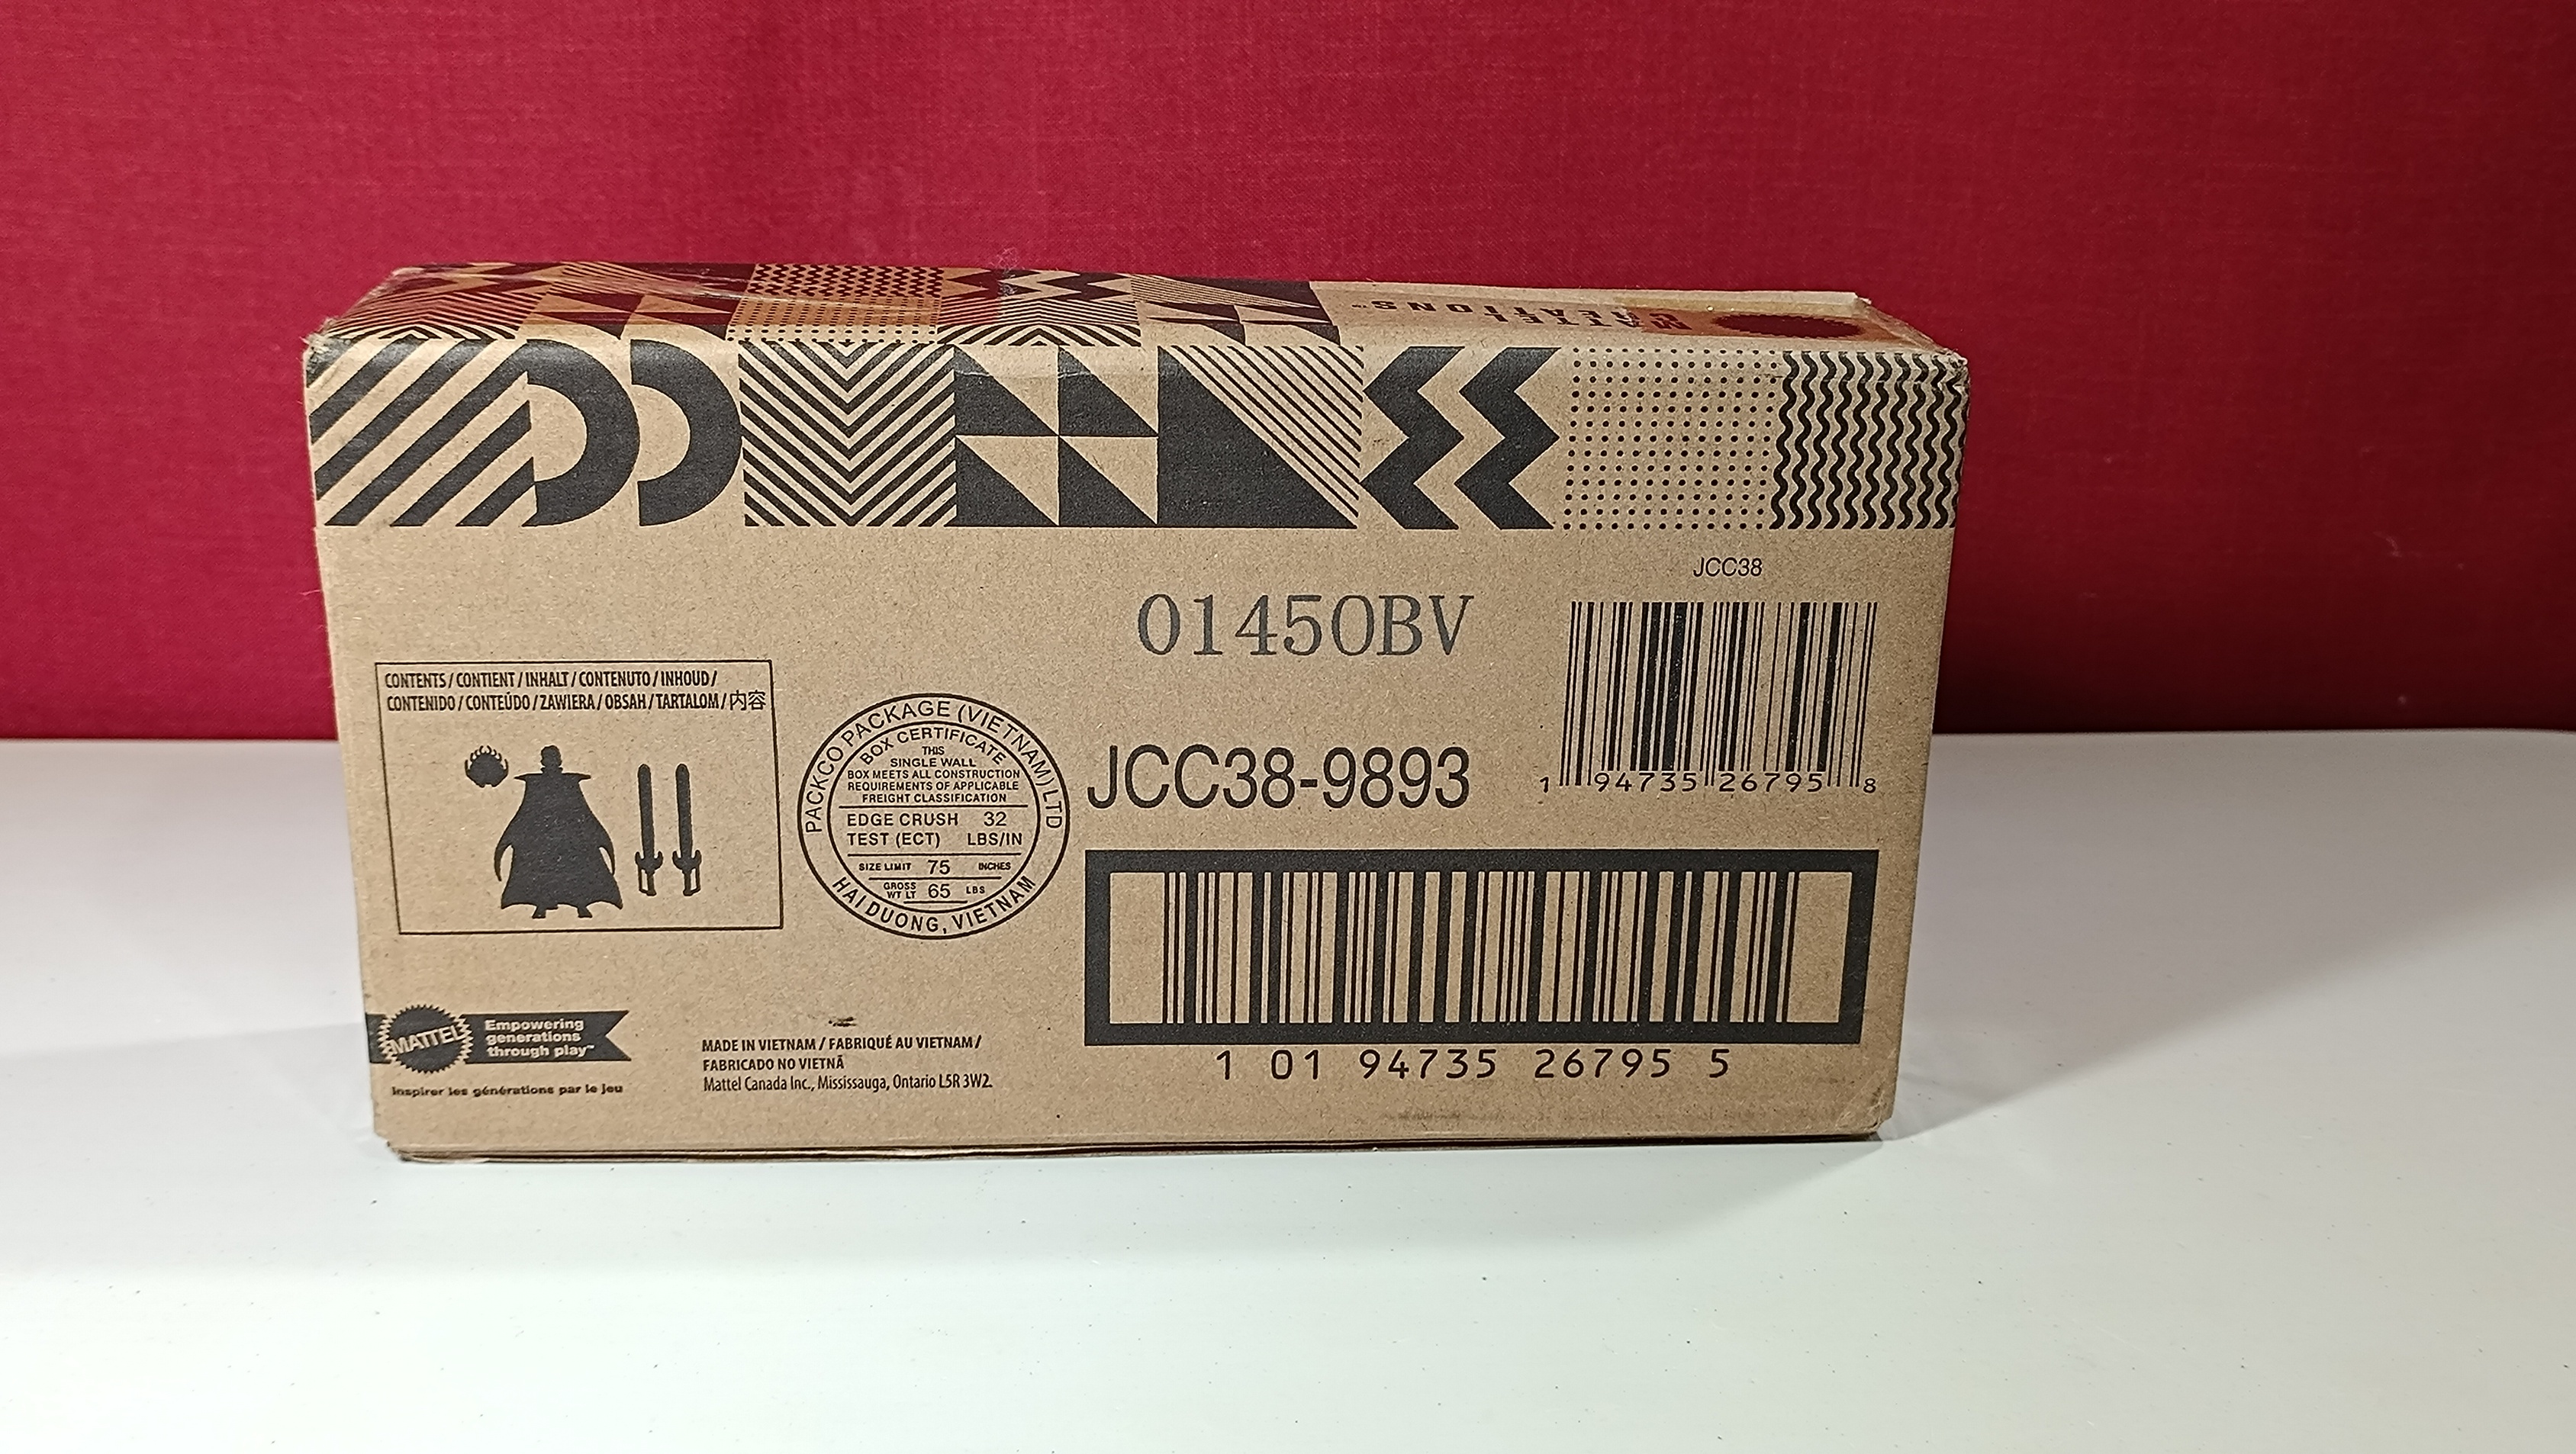 MATTEL
CREATIONS™
JCC38
01450BV
1 94735 26795 8
CONTENTS / CONTIENT / INHALT / CONTENUTO / INHOUD /
CONTENIDO / CONTEÚDO / ZAWIERA / OBSAH / TARTALOM / 内容
PACKCO PACKAGE (VIETNAM) LTD
BOX CERTIFICATE
THIS
SINGLE WALL
BOX MEETS ALL CONSTRUCTION
REQUIREMENTS OF APPLICABLE
FREIGHT CLASSIFICATION
EDGE CRUSH 32
TEST (ECT) LBS/IN
SIZE LIMIT 75 INCHES
GROSS
WT LT 65 LBS
HAI DUONG, VIETNAM
JCC38-9893
1 01 94735 26795 5
MATTEL
Empowering
generations
through play™
Inspirer les générations par le jeu
MADE IN VIETNAM / FABRIQUÉ AU VIETNAM /
FABRICADO NO VIETNÃ
Mattel Canada Inc., Mississauga, Ontario L5R 3W2.